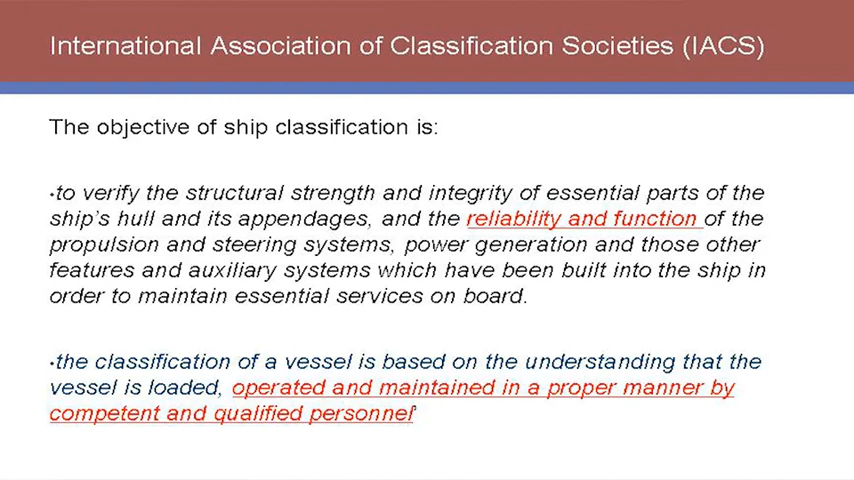 International Association of Classification Societies (IACS)
The objective of ship classification is:
•to verify the structural strength and integrity of essential parts of the
ship's hull and its appendages, and the reliability and function of the
propulsion and steering systems, power generation and those other
features and auxiliary systems which have been built into the ship in
order to maintain essential services on board.
•the classification of a vessel is based on the understanding that the
vessel is loaded, operated and maintained in a proper manner by
competent and qualified personnel'